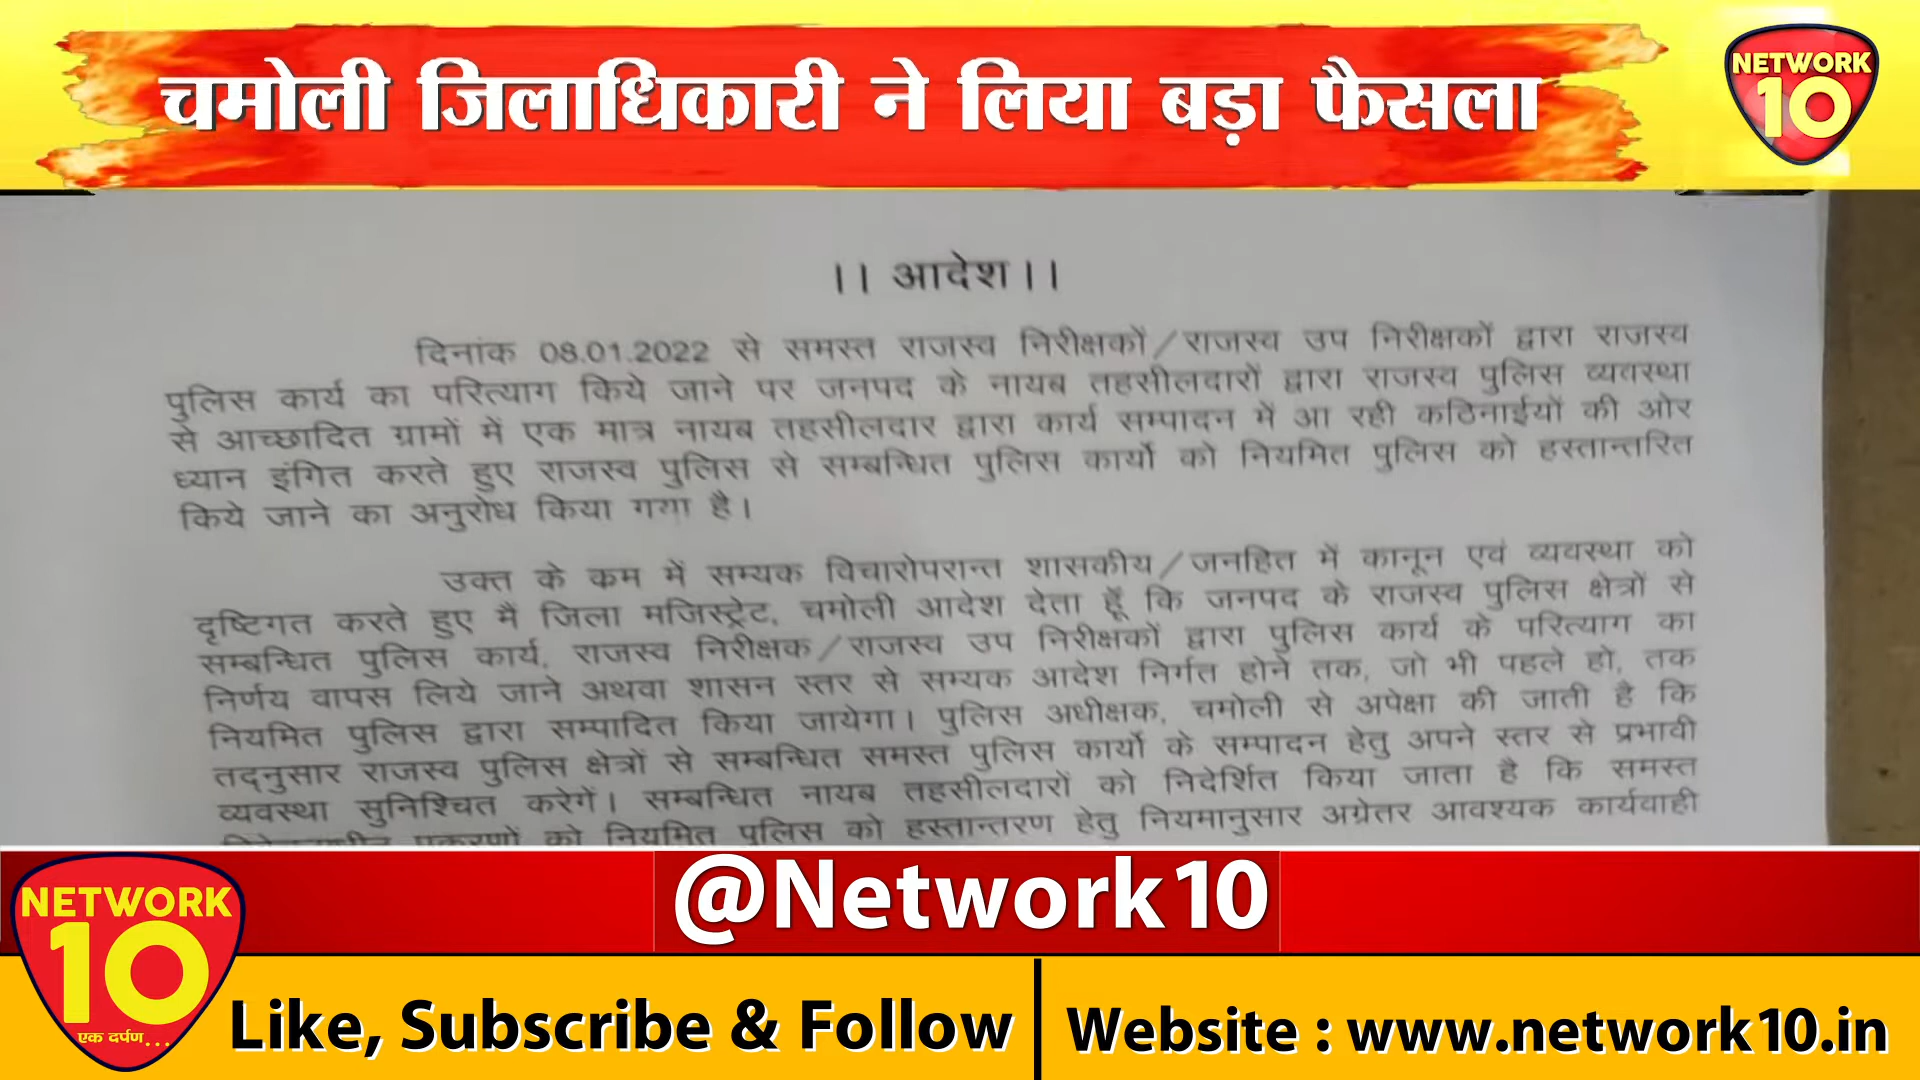 चमोली जिलाधिकारी ने लिया बड़ा फैसला
NETWORK
10
।। आदेश।।
दिनांक 08.01.2022 से समस्त राजस्व निरीक्षकों/राजस्व उप निरीक्षकों द्वारा राजस्व
पुलिस कार्य का परित्याग किये जाने पर जनपद के नायब तहसीलदारों द्वारा राजस्व पुलिस व्यवस्था
से आच्छादित ग्रामों में एक मात्र नायब तहसीलदार द्वारा कार्य सम्पादन में आ रही कठिनाईयों की ओर
ध्यान इंगित करते हुए राजस्व पुलिस से सम्बन्धित पुलिस कार्यो को नियमित पुलिस को हस्तान्तरित
किये जाने का अनुरोध किया गया है।
उक्त के कम में सम्यक विचारोपरान्त शासकीय/जनहित में कानून एवं व्यवस्था को
दृष्टिगत करते हुए मै जिला मजिस्ट्रेट, चमोली आदेश देता हूँ कि जनपद के राजस्व पुलिस क्षेत्रों से
सम्बन्धित पुलिस कार्य, राजस्व निरीक्षक/राजस्व उप निरीक्षकों द्वारा पुलिस कार्य के परित्याग का
निर्णय वापस लिये जाने अथवा शासन स्तर से सम्यक आदेश निर्गत होने तक, जो भी पहले हो, तक
नियमित पुलिस द्वारा सम्पादित किया जायेगा। पुलिस अधीक्षक, चमोली से अपेक्षा की जाती है कि
तद्नुसार राजस्व पुलिस क्षेत्रों से सम्बन्धित समस्त पुलिस कार्यो के सम्पादन हेतु अपने स्तर से प्रभावी
व्यवस्था सुनिश्चित करेगें। सम्बन्धित नायब तहसीलदारों को निदेर्शित किया जाता है कि समस्त
प्रकरणों को नियमित पुलिस को हस्तान्तरण हेतु नियमानुसार अग्रेतर आवश्यक कार्यवाही
@Network10
NETWORK
10
एक दर्पण...
Like, Subscribe & Follow
Website : www.network10.in